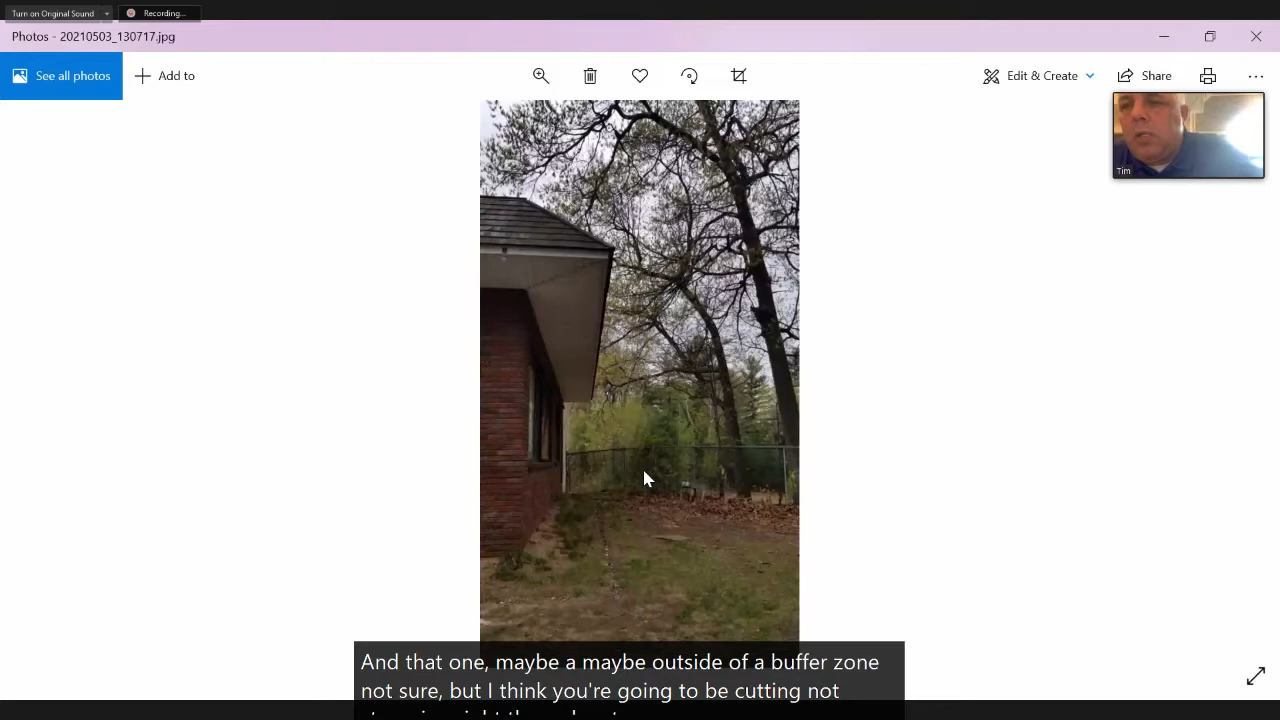 Turn on Original Sound
Recording...
Photos - 20210503_130717.jpg
See all photos
Add to
Edit & Create
Share
Tim
And that one, maybe a maybe outside of a buffer zone
not sure, but I think you're going to be cutting not